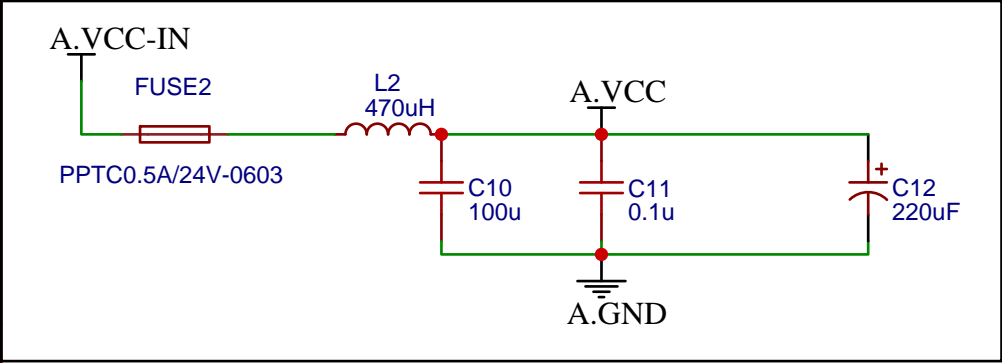 A.VCC-IN
FUSE2
PPTC0.5A/24V-0603
L2
470uH
A.VCC
C10
100u
C11
0.1u
+
C12
220uF
A.GND